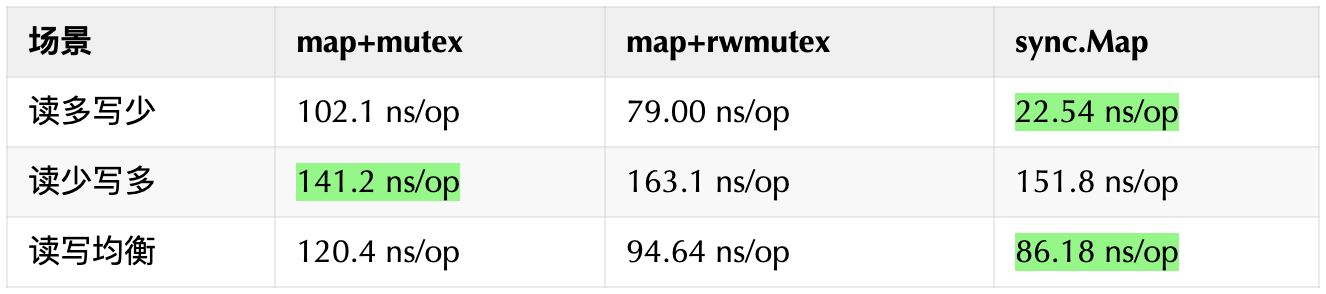 场景 map+mutex map+rwmutex sync.Map
读多写少 102.1 ns/op 79.00 ns/op 22.54 ns/op
读少写多 141.2 ns/op 163.1 ns/op 151.8 ns/op
读写均衡 120.4 ns/op 94.64 ns/op 86.18 ns/op